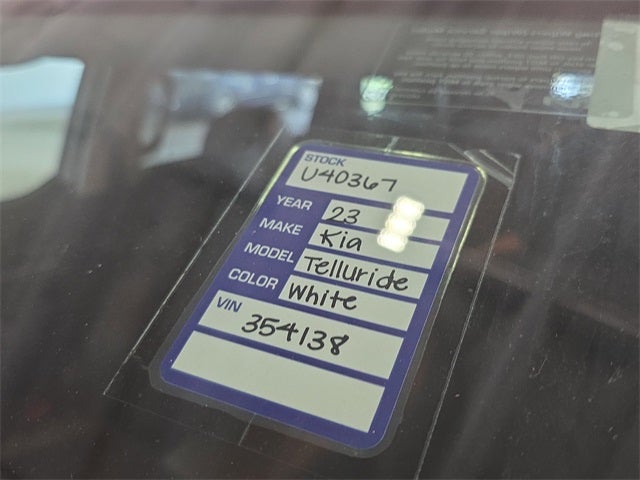 STOCK
U40367
YEAR 23
MAKE Kia
MODEL Telluride
COLOR White
VIN
354138